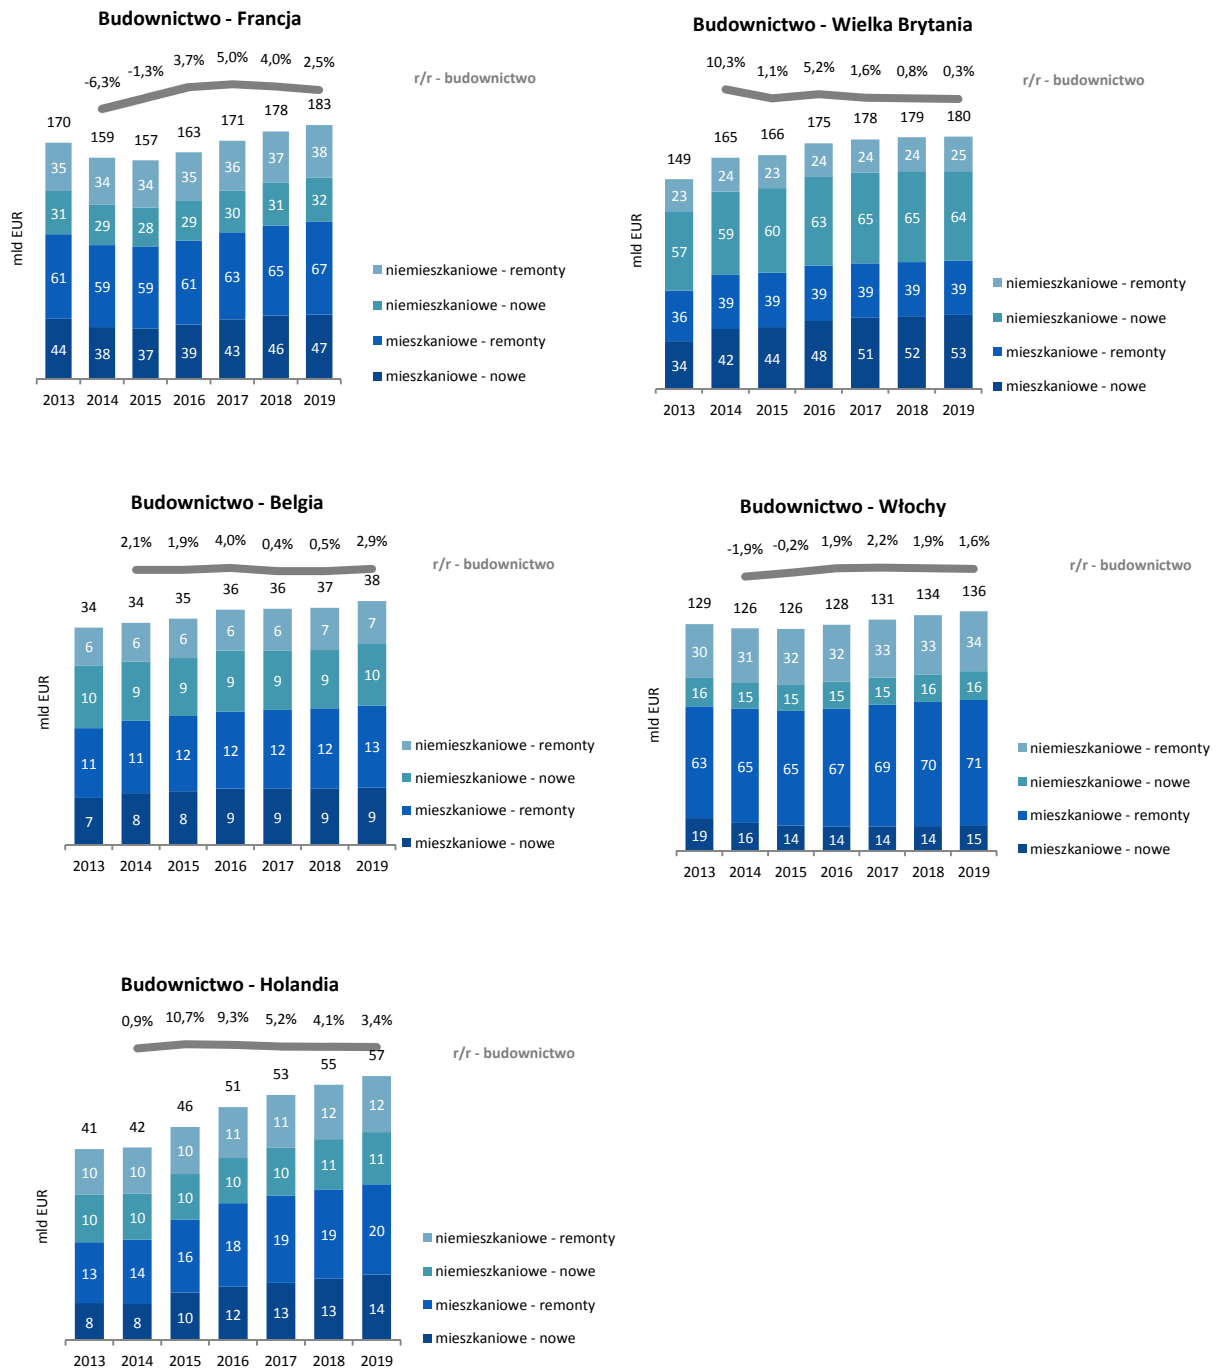 Budownictwo - Francja
-6,3% -1,3% 3,7% 5,0% 4,0% 2,5%
r/r - budownictwo
170 159 157 163 171 178 183
35 34 34 35 36 37 38
31 29 28 29 30 31 32
61 59 59 61 63 65 67
44 38 37 39 43 46 47
mld EUR
2013 2014 2015 2016 2017 2018 2019
niemieszkaniowe - remonty
niemieszkaniowe - nowe
mieszkaniowe - remonty
mieszkaniowe - nowe
Budownictwo - Wielka Brytania
10,3% 1,1% 5,2% 1,6% 0,8% 0,3%
r/r - budownictwo
149 165 166 175 178 179 180
23 24 23 24 24 24 25
57 59 60 63 65 65 64
36 39 39 39 39 39 39
34 42 44 48 51 52 53
mld EUR
2013 2014 2015 2016 2017 2018 2019
niemieszkaniowe - remonty
niemieszkaniowe - nowe
mieszkaniowe - remonty
mieszkaniowe - nowe
Budownictwo - Belgia
2,1% 1,9% 4,0% 0,4% 0,5% 2,9%
r/r - budownictwo
34 34 35 36 36 37 38
6 6 6 6 6 7 7
10 9 9 9 9 9 10
11 11 12 12 12 12 13
7 8 8 9 9 9 9
mld EUR
2013 2014 2015 2016 2017 2018 2019
niemieszkaniowe - remonty
niemieszkaniowe - nowe
mieszkaniowe - remonty
mieszkaniowe - nowe
Budownictwo - Włochy
-1,9% -0,2% 1,9% 2,2% 1,9% 1,6%
r/r - budownictwo
129 126 126 128 131 134 136
30 31 32 32 33 33 34
16 15 15 15 15 16 16
63 65 65 67 69 70 71
19 16 14 14 14 14 15
mld EUR
2013 2014 2015 2016 2017 2018 2019
niemieszkaniowe - remonty
niemieszkaniowe - nowe
mieszkaniowe - remonty
mieszkaniowe - nowe
Budownictwo - Holandia
0,9% 10,7% 9,3% 5,2% 4,1% 3,4%
r/r - budownictwo
41 42 46 51 53 55 57
10 10 10 11 11 12 12
10 10 10 10 10 11 11
13 14 16 18 19 19 20
8 8 10 12 13 13 14
mld EUR
2013 2014 2015 2016 2017 2018 2019
niemieszkaniowe - remonty
niemieszkaniowe - nowe
mieszkaniowe - remonty
mieszkaniowe - nowe